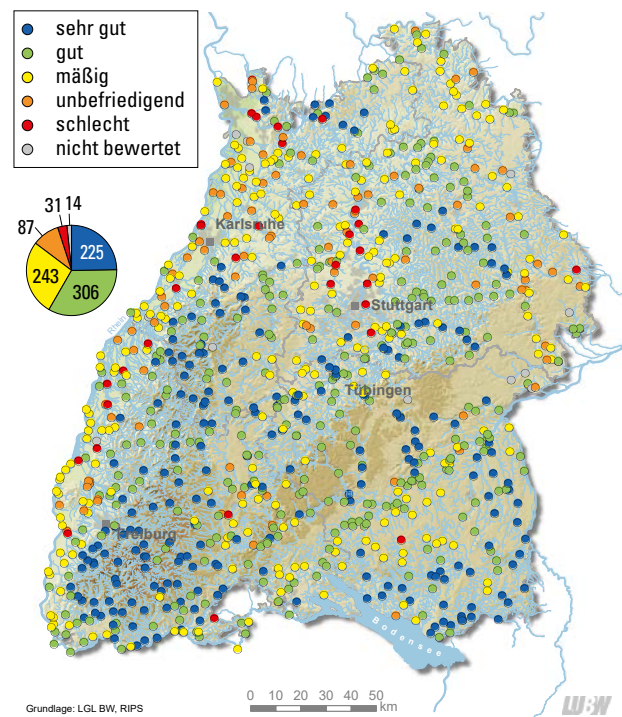 sehr gut
gut
mäßig
unbefriedigend
schlecht
nicht bewertet
31 14
87
225
243
306
Karlsruhe
Stuttgart
Rhein
Tübingen
Freiburg
Bodensee
0 10 20 30 40 50
km
Grundlage: LGL BW, RIPS
LUBW